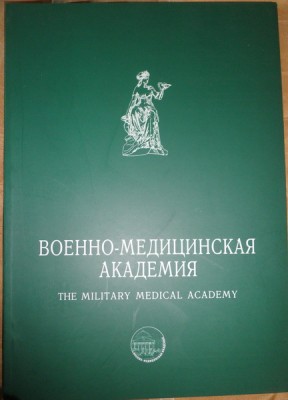 ВОЕННО-МЕДИЦИНСКАЯ
АКАДЕМИЯ
THE MILITARY MEDICAL ACADEMY